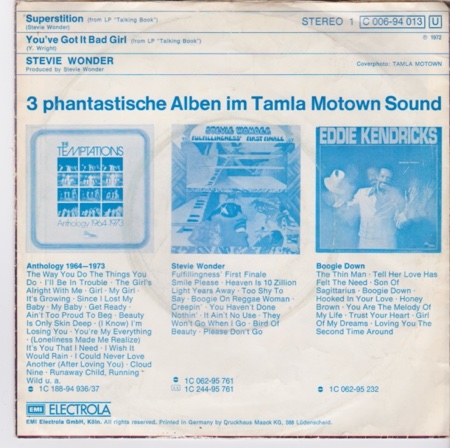 Superstition (from LP "Talking Book")
(Stevie Wonder)
STEREO 1 C 006-94 013 U
You've Got It Bad Girl (from LP "Talking Book")
(Y. Wright)
℗ 1972
STEVIE WONDER
Produced by Stevie Wonder
Coverphoto: TAMLA MOTOWN
3 phantastische Alben im Tamla Motown Sound
THE TEMPTATIONS
Anthology 1964-1973
STEVIE WONDER
FULFILLINGNESS' FIRST FINALE
EDDIE KENDRICKS
Anthology 1964–1973
The Way You Do The Things You
Do · I'll Be In Trouble · The Girl's
Alright With Me · Girl · My Girl ·
It's Growing · Since I Lost My
Baby · My Baby · Get Ready ·
Ain't Too Proud To Beg · Beauty
Is Only Skin Deep · (I Know) I'm
Losing You · You're My Everything
· (Loneliness Made Me Realize)
It's You That I Need · I Wish It
Would Rain · I Could Never Love
Another (After Loving You) · Cloud
Nine · Runaway Child, Running
Wild u. a.
1C 188-94 936/37
Stevie Wonder
Fulfillingness' First Finale
Smile Please · Heaven Is 10 Zillion
Light Years Away · Too Shy To
Say · Boogie On Reggae Woman ·
Creepin' · You Haven't Done
Nothin' · It Ain't No Use · They
Won't Go When I Go · Bird Of
Beauty · Please Don't Go
1C 062-95 761
1C 244-95 761
Boogie Down
The Thin Man · Tell Her Love Has
Felt The Need · Son Of
Sagittarius · Boogie Down ·
Hooked In Your Love · Honey
Brown · You Are The Melody Of
My Life · Trust Your Heart · Girl
Of My Dreams · Loving You The
Second Time Around
1C 062-95 232
EMI ELECTROLA
EMI Electrola GmbH, Köln. All rights reserved. Printed in Germany by Druckhaus Maack KG, 588 Lüdenscheid.